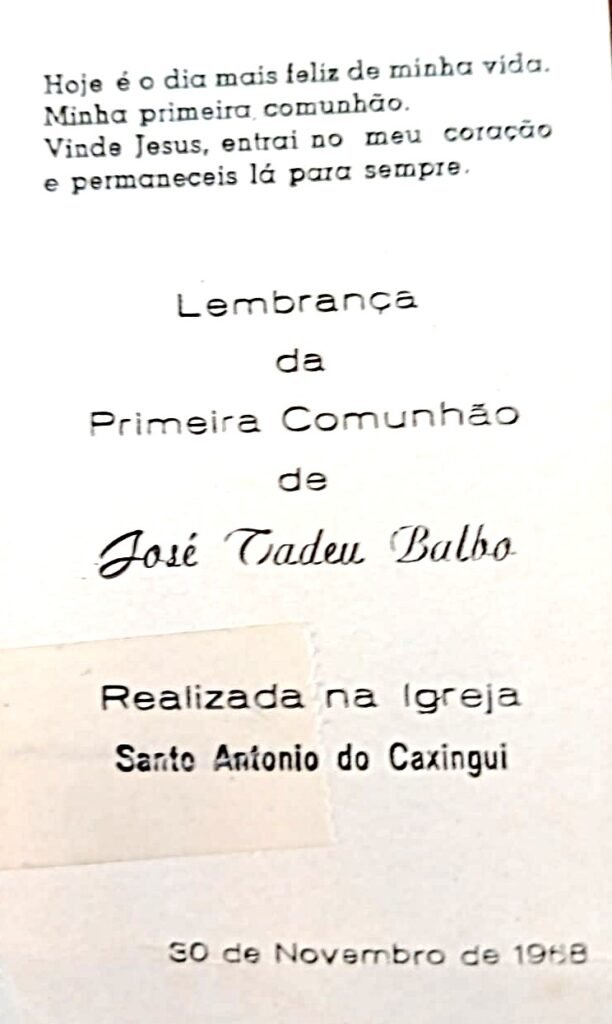 Hoje é o dia mais feliz de minha vida.
Minha primeira comunhão.
Vinde Jesus, entrai no meu coração
e permaneceis lá para sempre.
Lembrança
da
Primeira Comunhão
de
José Tadeu Balbo
Realizada na Igreja
Santo Antonio do Caxingui
30 de Novembro de 1968